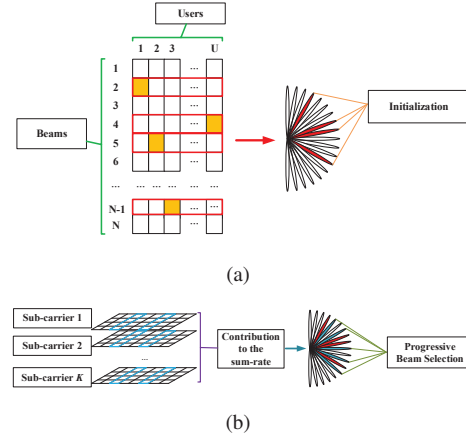 Users
1 2 3 U
1
2 ...
3 ...
Beams
4 ...
5 ...
6 ...
... ... ... ... ... ...
N-1 ...
N ...
Initialization
(a)
Sub-carrier 1
Sub-carrier 2
...
Sub-carrier K
Contribution
to the
sum-rate
Progressive
Beam Selection
(b)